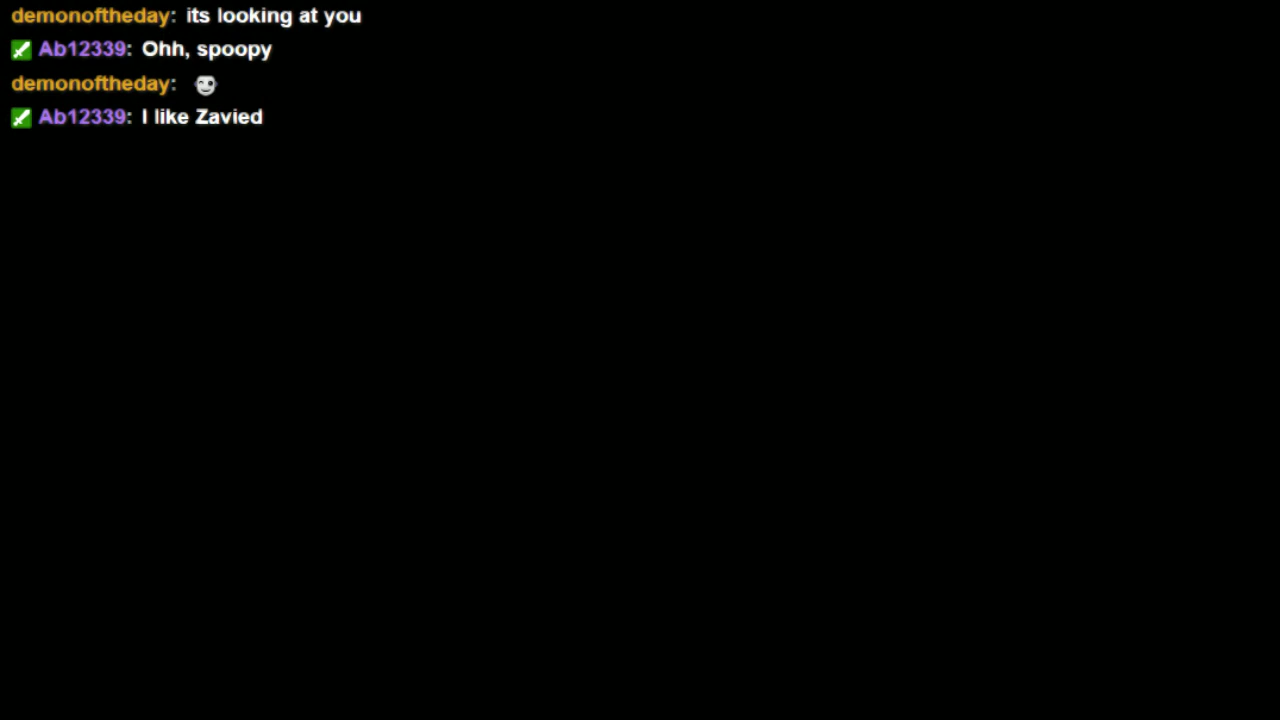 demonoftheday: its looking at you
Ab12339: Ohh, spoopy
demonoftheday:
Ab12339: I like Zavied